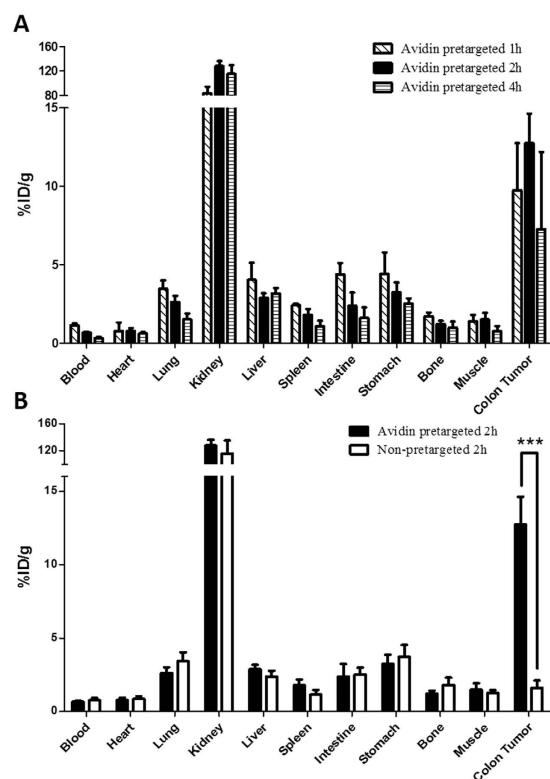 A
160
120
80
15
10
5
0
%ID/g
Avidin pretargeted 1h
Avidin pretargeted 2h
Avidin pretargeted 4h
Blood
Heart
Lung
Kidney
Liver
Spleen
Intestine
Stomach
Bone
Muscle
Colon Tumor
B
160
120
15
10
5
0
%ID/g
Avidin pretargeted 2h
Non-pretargeted 2h
***
Blood
Heart
Lung
Kidney
Liver
Spleen
Intestine
Stomach
Bone
Muscle
Colon Tumor